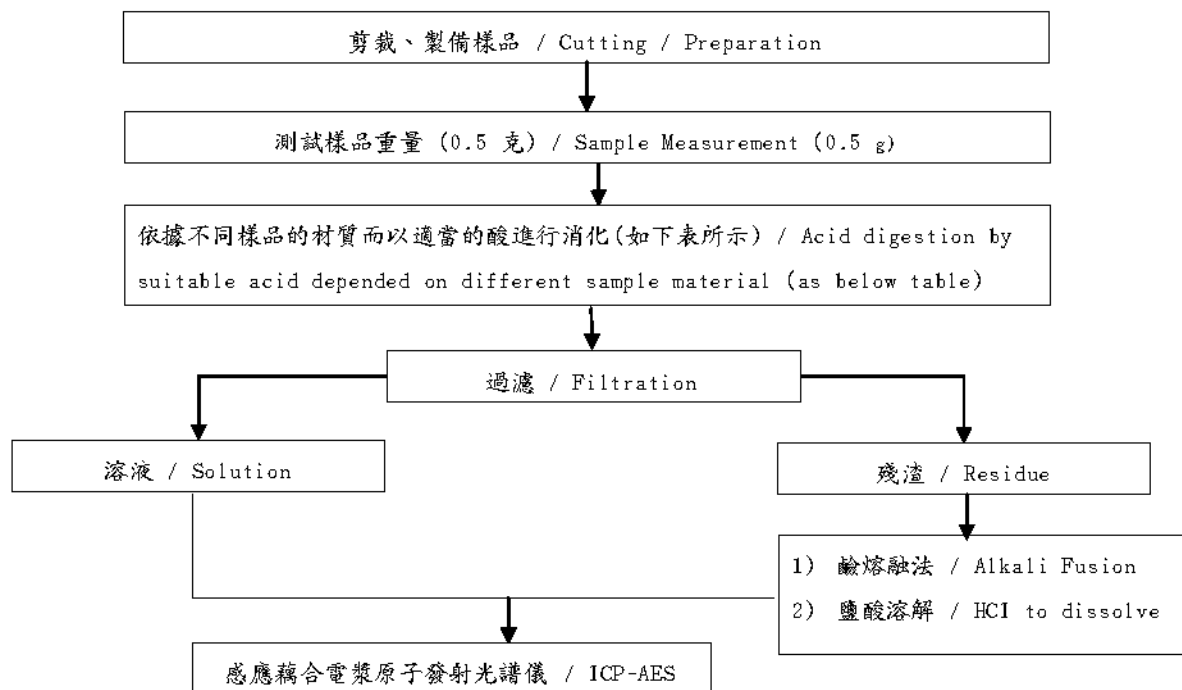 剪裁、製備樣品 / Cutting / Preparation
測試樣品重量 (0.5 克) / Sample Measurement (0.5 g)
依據不同樣品的材質而以適當的酸進行消化(如下表所示) / Acid digestion by
suitable acid depended on different sample material (as below table)
過濾 / Filtration
溶液 / Solution
殘渣 / Residue
1) 鹼熔融法 / Alkali Fusion
2) 鹽酸溶解 / HCI to dissolve
感應藕合電漿原子發射光譜儀 / ICP-AES